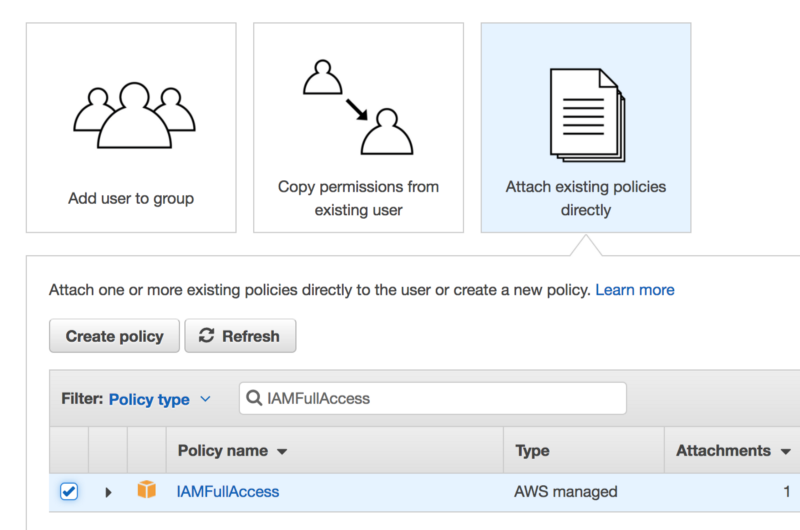 Add user to group
Copy permissions from
existing user
Attach existing policies
directly
Attach one or more existing policies directly to the user or create a new policy. Learn more
Create policy
Refresh
Filter: Policy type
IAMFullAccess
Policy name
Type
Attachments
IAMFullAccess
AWS managed
1